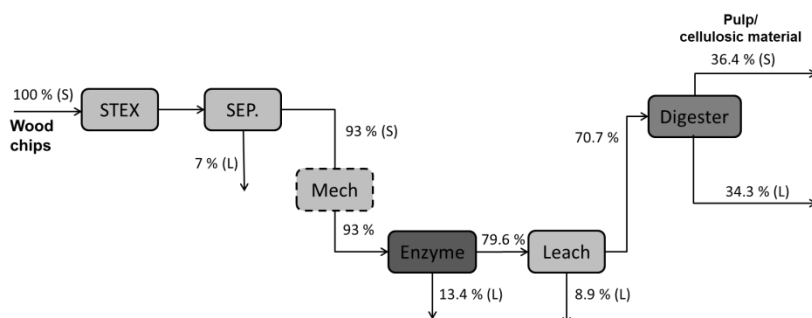 Pulp/
cellulosic material
36.4 % (S)
100 % (S)
STEX
SEP.
Digester
Wood
chips
93 % (S)
70.7 %
7 % (L)
Mech
34.3 % (L)
93 %
Enzyme
79.6 %
Leach
13.4 % (L)
8.9 % (L)